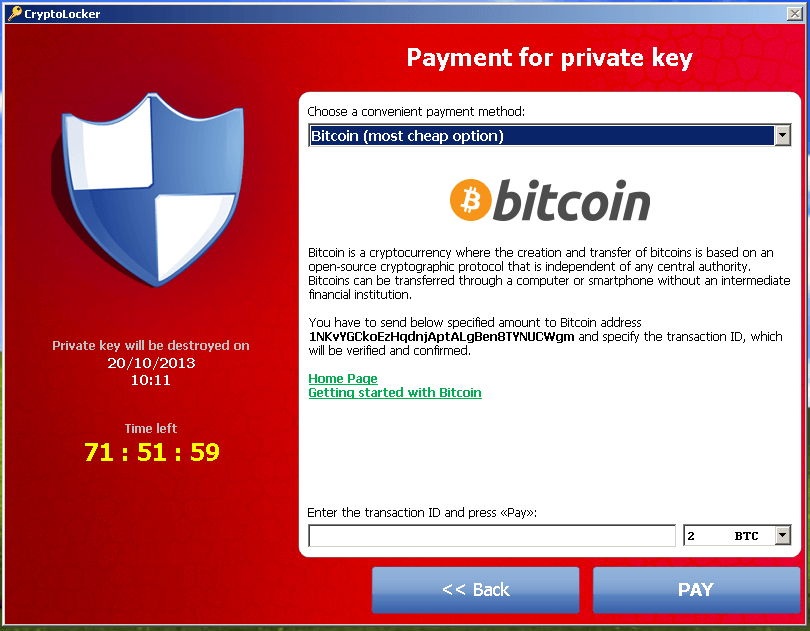 CryptoLocker
Payment for private key
Choose a convenient payment method:
Bitcoin (most cheap option)
bitcoin
Bitcoin is a cryptocurrency where the creation and transfer of bitcoins is based on an
open-source cryptographic protocol that is independent of any central authority.
Bitcoins can be transferred through a computer or smartphone without an intermediate
financial institution.
You have to send below specified amount to Bitcoin address
1NKvYGCkoEzHqdnjAptALgBen8TYNUCWgm and specify the transaction ID, which
will be verified and confirmed.
Home Page
Getting started with Bitcoin
Private key will be destroyed on
20/10/2013
10:11
Time left
71 : 51 : 59
Enter the transaction ID and press «Pay»:
2 BTC
<< Back
PAY